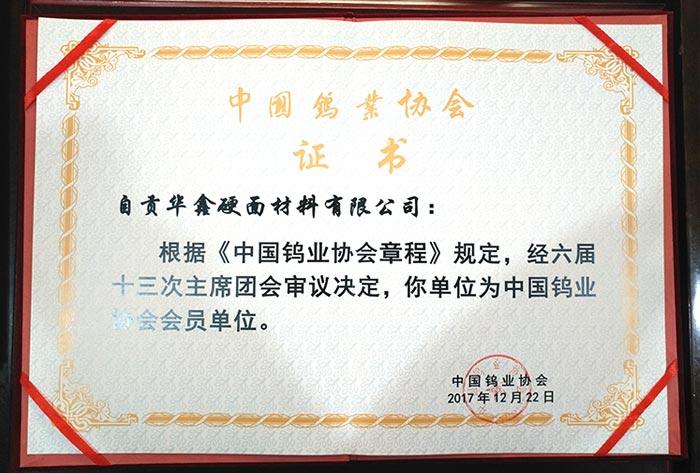 中國鎢業协会
证书
自贡华鑫硬面材料有限公司：
根据《中国钨业协会章程》规定，经六届
十三次主席团会审议决定，你单位为中国钨业
协会会员单位。
中国钨业协会
2017年12月22日